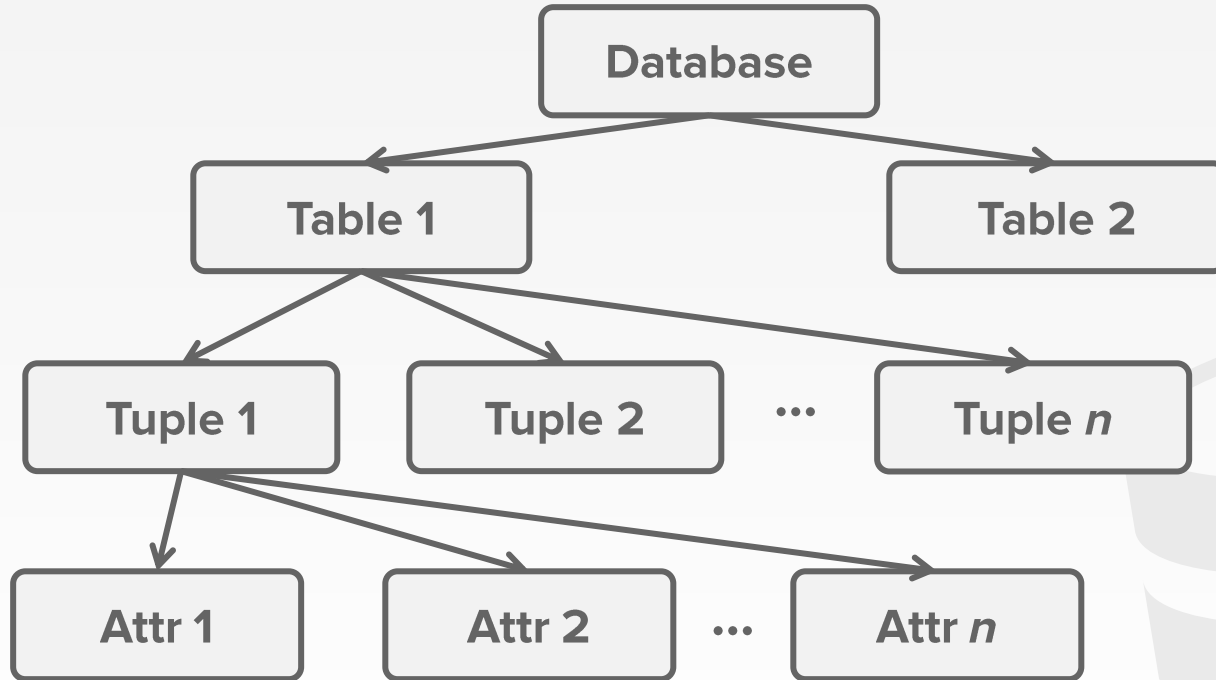 Database
Table 1
Table 2
Tuple 1
Tuple 2
...
Tuple n
Attr 1
Attr 2
...
Attr n